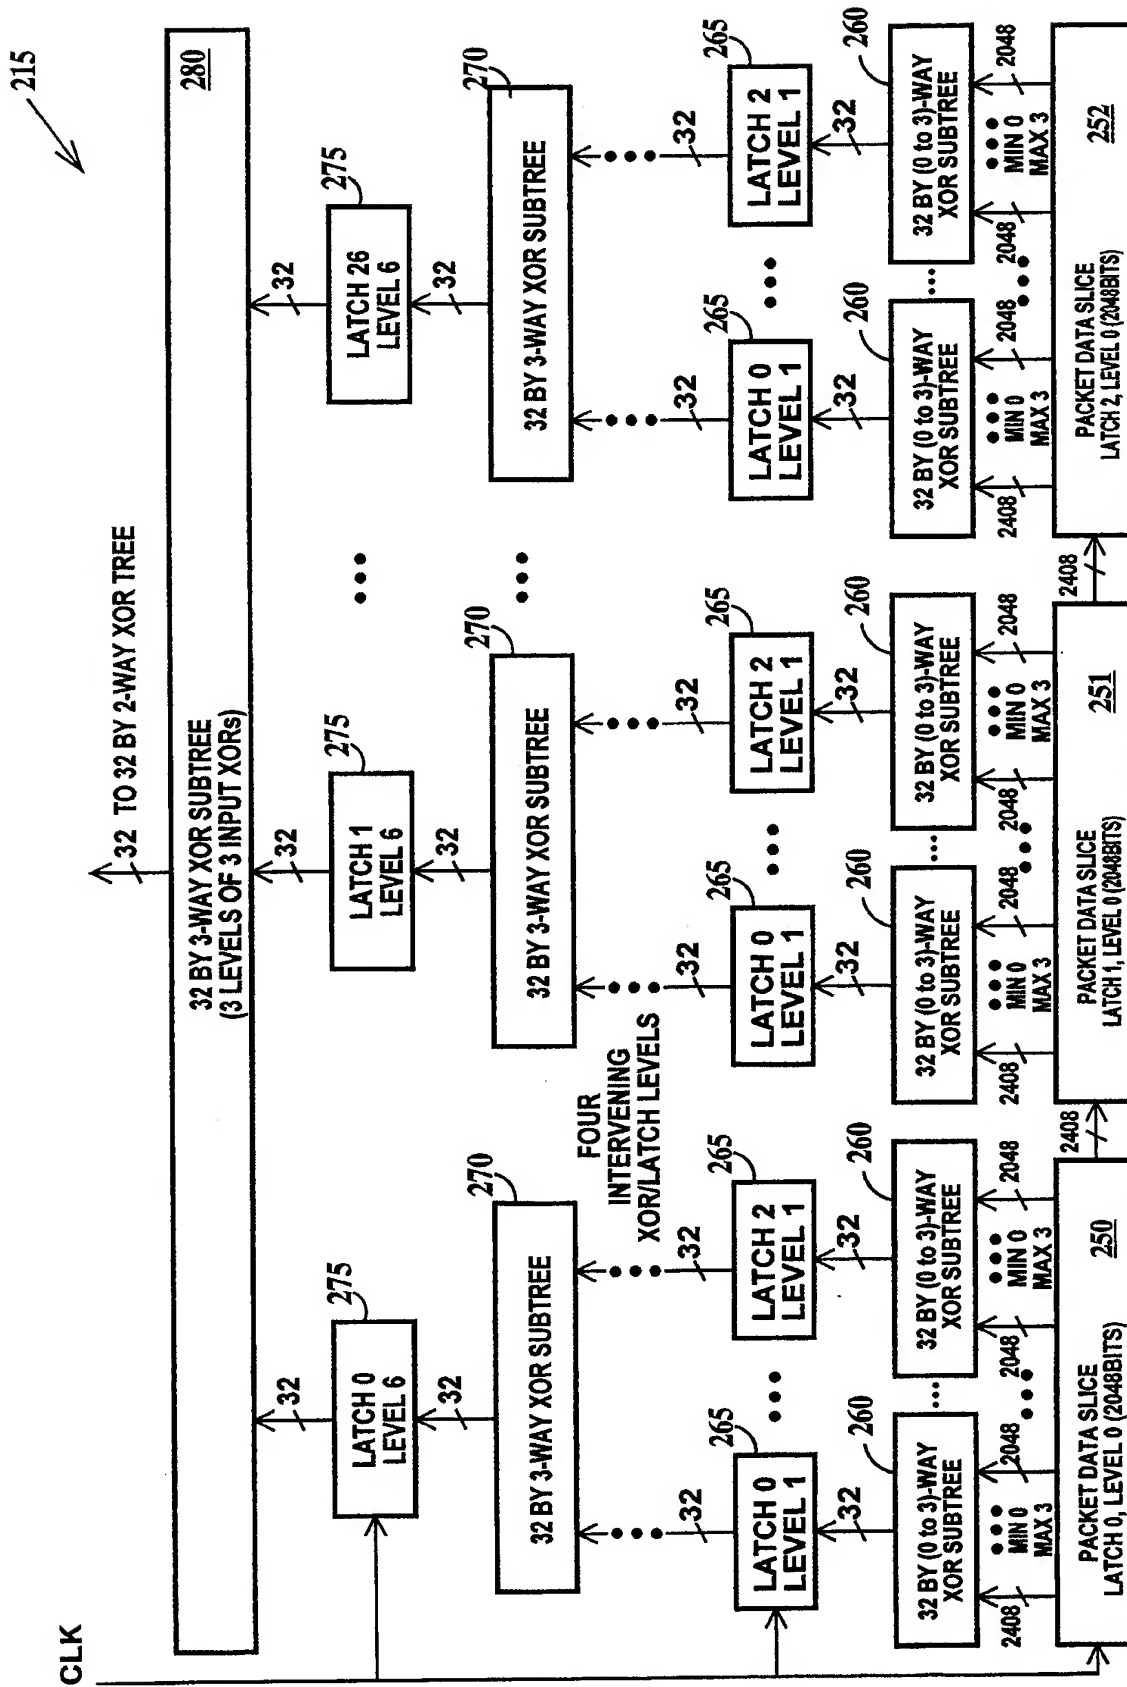 215
CLK
32 TO 32 BY 2-WAY XOR TREE
32 BY 3-WAY XOR SUBTREE
(3 LEVELS OF 3 INPUT XORs)
280
32
32
32
275
275
275
LATCH 0
LEVEL 6
LATCH 1
LEVEL 6
LATCH 26
LEVEL 6
32
32
32
270
270
270
32 BY 3-WAY XOR SUBTREE
32 BY 3-WAY XOR SUBTREE
32 BY 3-WAY XOR SUBTREE
FOUR
INTERVENING
XOR/LATCH LEVELS
32
32
32
32
32
32
265
265
265
265
265
265
LATCH 0
LEVEL 1
LATCH 2
LEVEL 1
LATCH 0
LEVEL 1
LATCH 2
LEVEL 1
LATCH 0
LEVEL 1
LATCH 2
LEVEL 1
32
32
32
32
32
32
260
260
260
260
260
260
32 BY (0 to 3)-WAY
XOR SUBTREE
32 BY (0 to 3)-WAY
XOR SUBTREE
32 BY (0 to 3)-WAY
XOR SUBTREE
32 BY (0 to 3)-WAY
XOR SUBTREE
32 BY (0 to 3)-WAY
XOR SUBTREE
32 BY (0 to 3)-WAY
XOR SUBTREE
2408
MIN 0
MAX 3
2048
2048
MIN 0
MAX 3
2048
2408
MIN 0
MAX 3
2048
2048
MIN 0
MAX 3
2048
2408
MIN 0
MAX 3
2048
2048
MIN 0
MAX 3
2048
PACKET DATA SLICE
LATCH 0, LEVEL 0 (2048BITS)
250
2408
PACKET DATA SLICE
LATCH 1, LEVEL 0 (2048BITS)
251
2408
PACKET DATA SLICE
LATCH 2, LEVEL 0 (2048BITS)
252